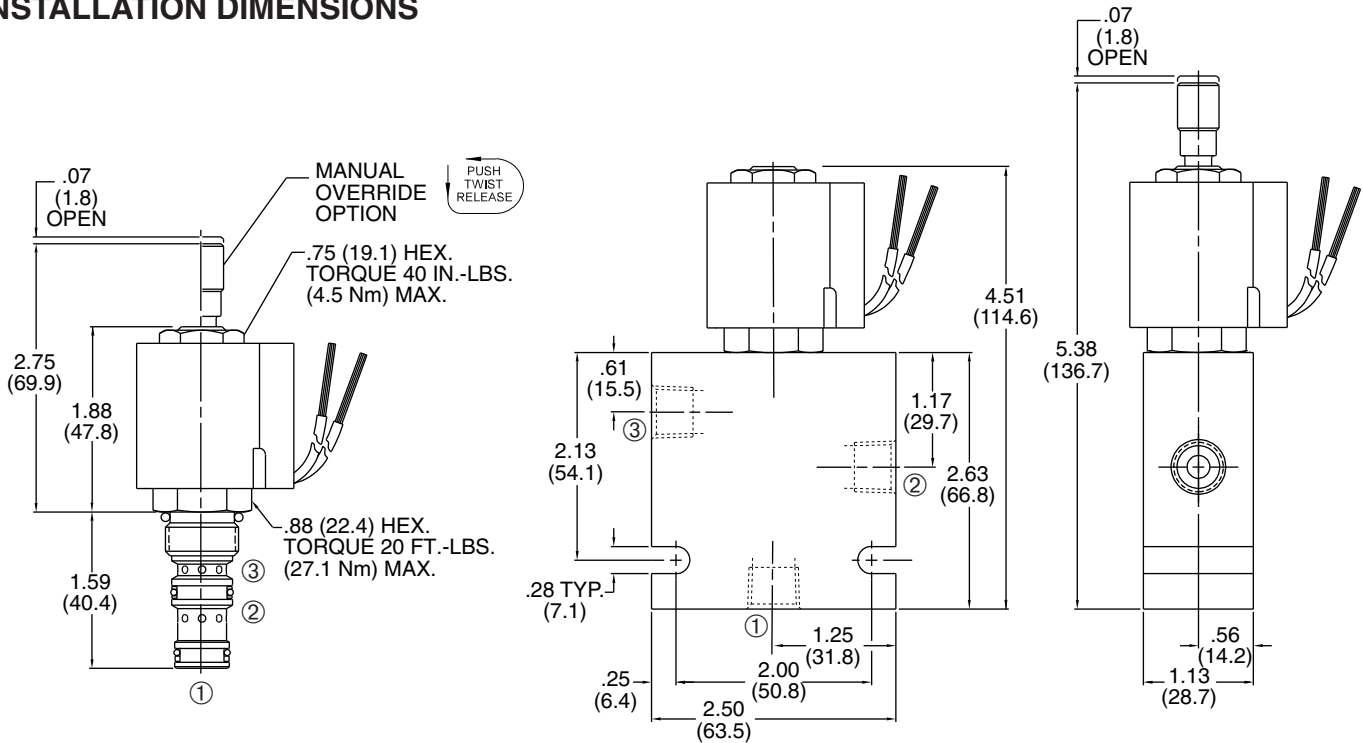 NSTALLATION DIMENSIONS
.07
(1.8)
OPEN
MANUAL
OVERRIDE
OPTION
PUSH
TWIST
RELEASE
.75 (19.1) HEX.
TORQUE 40 IN.-LBS.
(4.5 Nm) MAX.
2.75
(69.9)
1.88
(47.8)
.88 (22.4) HEX.
TORQUE 20 FT.-LBS.
(27.1 Nm) MAX.
1.59
(40.4)
③
②
①
4.51
(114.6)
.61
(15.5)
③
1.17
(29.7)
2.13
(54.1)
②
2.63
(66.8)
.28 TYP.
(7.1)
①
1.25
(31.8)
.25
(6.4)
2.00
(50.8)
2.50
(63.5)
.07
(1.8)
OPEN
5.38
(136.7)
.56
(14.2)
1.13
(28.7)